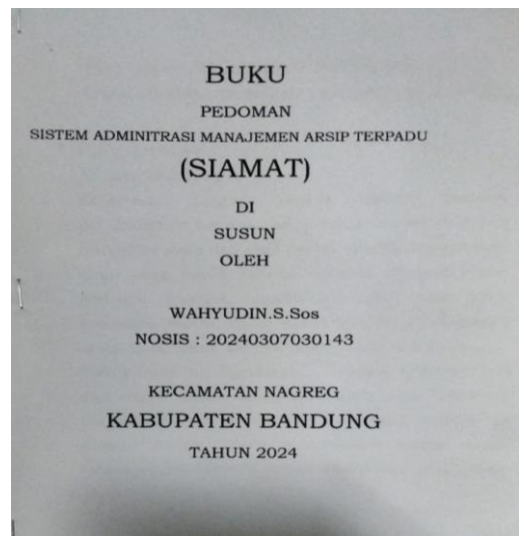 BUKU
PEDOMAN
SISTEM ADMINITRASI MANAJEMEN ARSIP TERPADU
(SIAMAT)
DI
SUSUN
OLEH
WAHYUDIN.S.Sos
NOSIS : 20240307030143
KECAMATAN NAGREG
KABUPATEN BANDUNG
TAHUN 2024